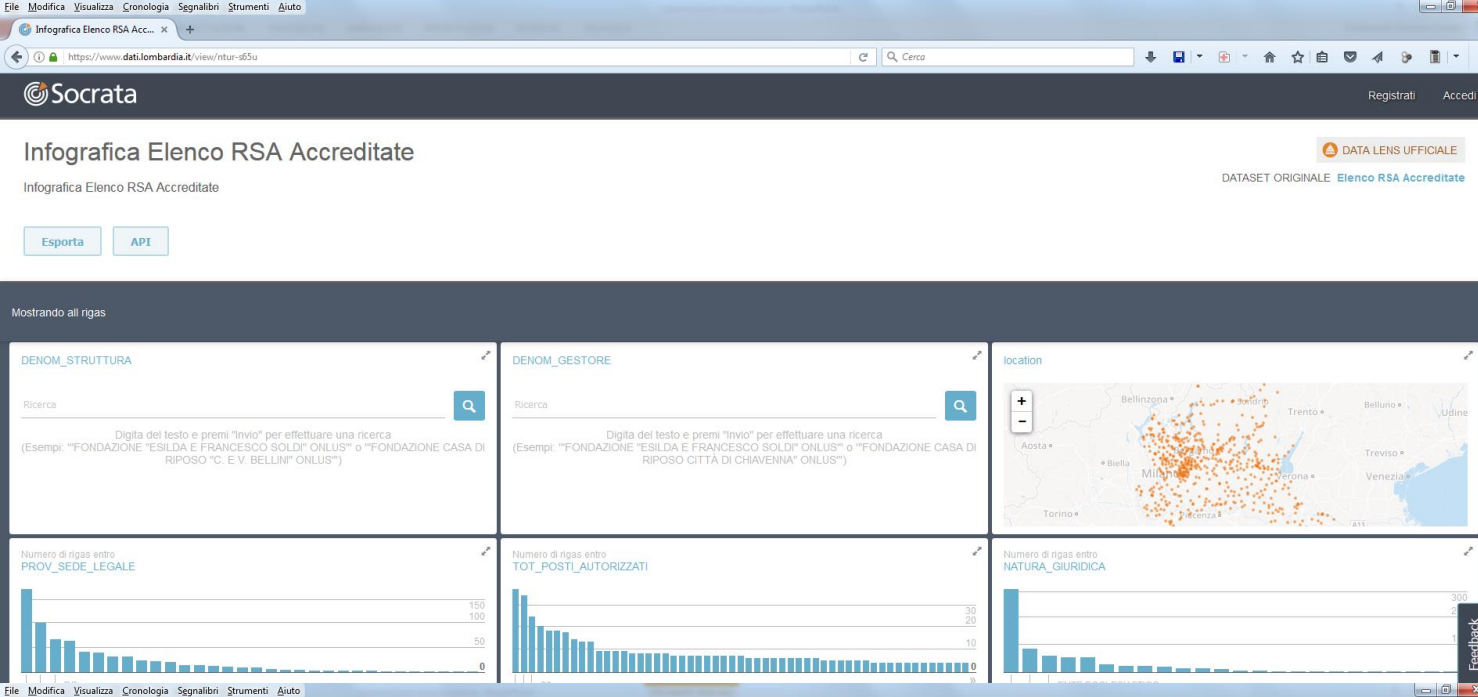 File Modifica Visualizza Cronologia Segnalibri Strumenti Aiuto
Infografica Elenco RSA Acc... × +
https://www.dati.lombardia.it/view/ntur-s65u
Cerca
Socrata
Registrati Accedi
Infografica Elenco RSA Accreditate
DATA LENS UFFICIALE
Infografica Elenco RSA Accreditate
DATASET ORIGINALE Elenco RSA Accreditate
Esporta API
Mostrando all rigas
DENOM_STRUTTURA
Ricerca
Digita del testo e premi "Invio" per effettuare una ricerca
(Esempi: '"FONDAZIONE "ESILDA E FRANCESCO SOLDI" ONLUS"' o '"FONDAZIONE CASA DI
RIPOSO "C. E V. BELLINI" ONLUS"')
DENOM_GESTORE
Ricerca
Digita del testo e premi "Invio" per effettuare una ricerca
(Esempi: '"FONDAZIONE "ESILDA E FRANCESCO SOLDI" ONLUS"' o '"FONDAZIONE CASA DI
RIPOSO CITTÀ DI CHIAVENNA" ONLUS"')
location
+
-
Bellinzona
Sondrio
Trento
Belluno
Udine
Aosta
Biella
Treviso
Verona
Venezia
Torino
Piacenza
A13
Numero di rigas entro
PROV_SEDE_LEGALE
150
100
50
0
Numero di rigas entro
TOT_POSTI_AUTORIZZATI
30
20
10
0
Numero di rigas entro
NATURA_GIURIDICA
300
Feedback
File Modifica Visualizza Cronologia Segnalibri Strumenti Aiuto